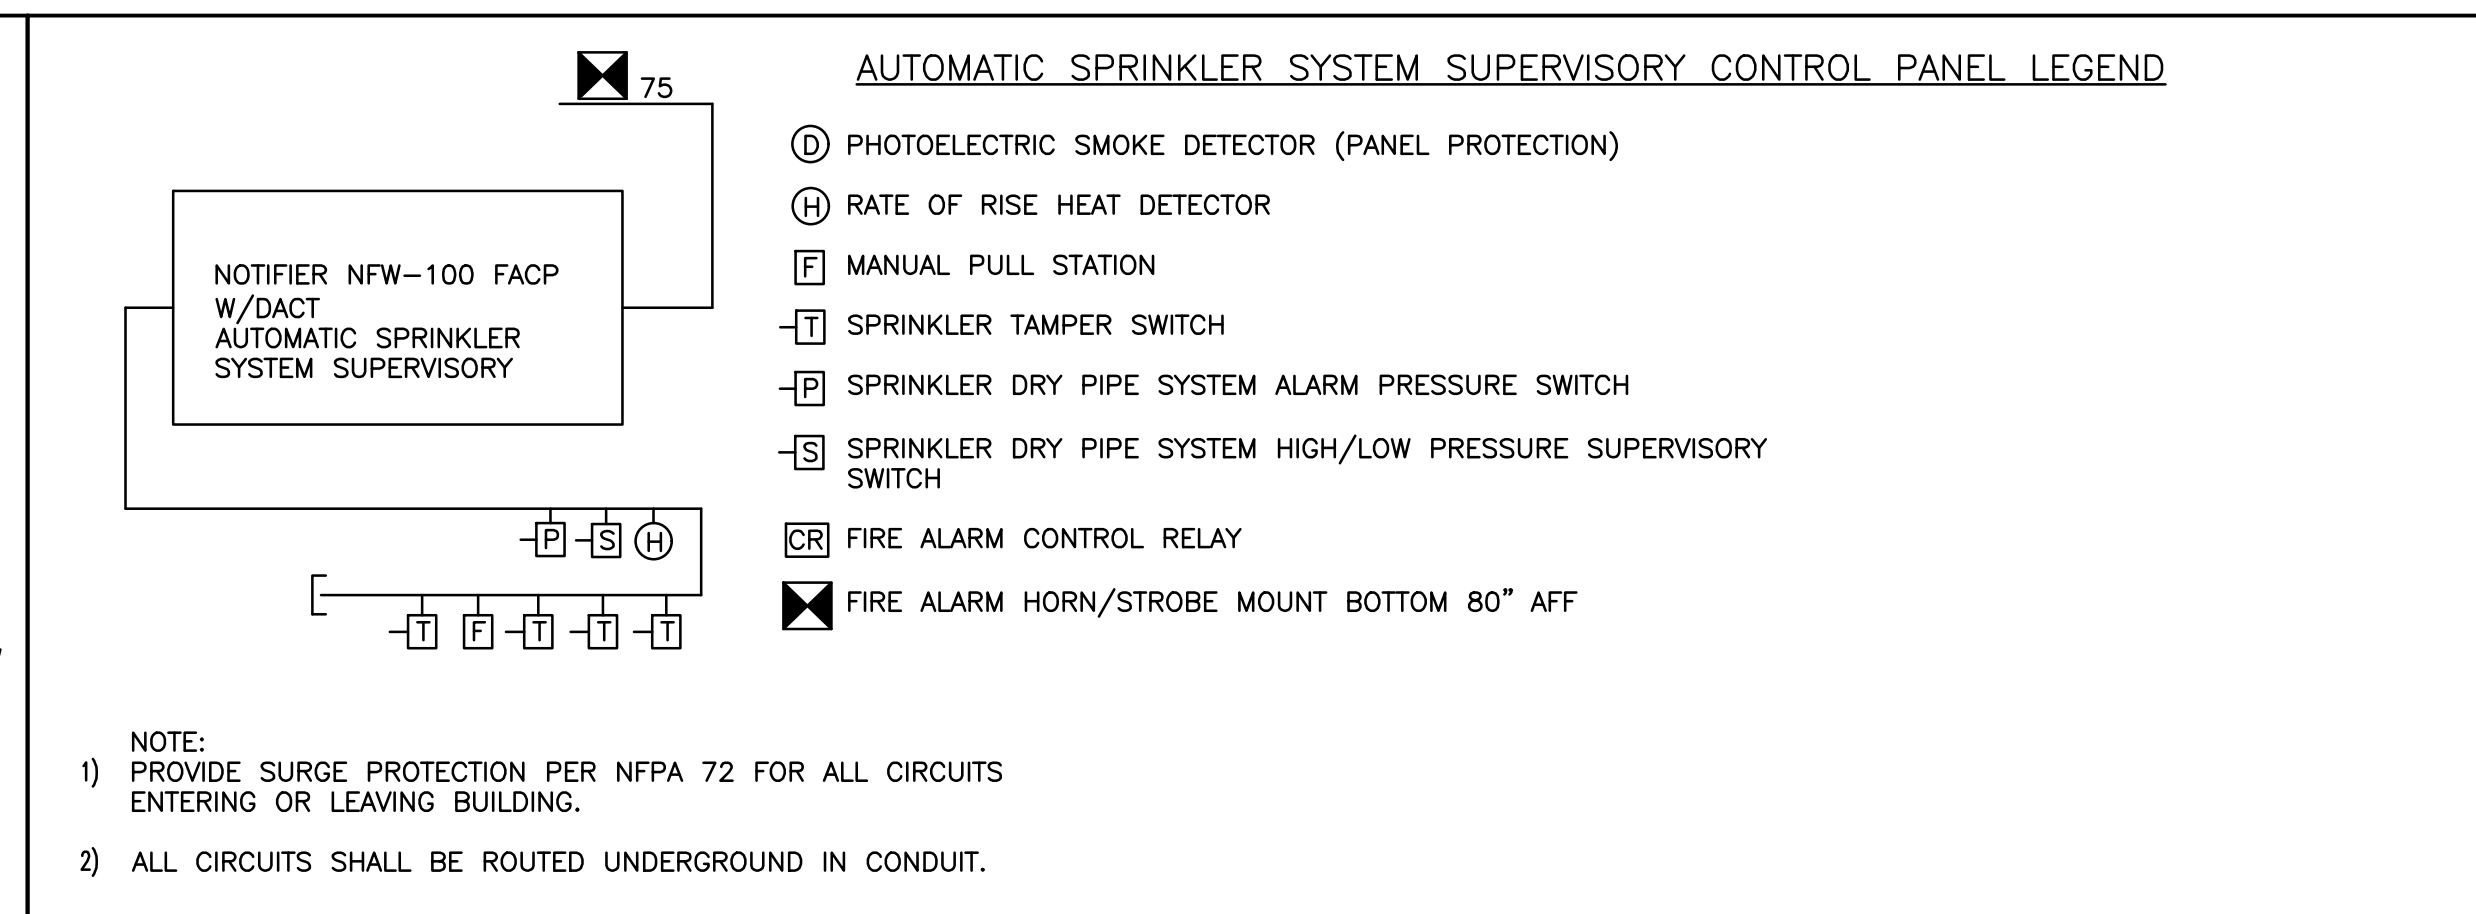 75
NOTIFIER NFW-100 FACP
W/DACT
AUTOMATIC SPRINKLER
SYSTEM SUPERVISORY
P S H
T F T T T
AUTOMATIC SPRINKLER SYSTEM SUPERVISORY CONTROL PANEL LEGEND
D PHOTOELECTRIC SMOKE DETECTOR (PANEL PROTECTION)
H RATE OF RISE HEAT DETECTOR
F MANUAL PULL STATION
T SPRINKLER TAMPER SWITCH
P SPRINKLER DRY PIPE SYSTEM ALARM PRESSURE SWITCH
S SPRINKLER DRY PIPE SYSTEM HIGH/LOW PRESSURE SUPERVISORY
SWITCH
CR FIRE ALARM CONTROL RELAY
FIRE ALARM HORN/STROBE MOUNT BOTTOM 80" AFF
NOTE:
1) PROVIDE SURGE PROTECTION PER NFPA 72 FOR ALL CIRCUITS
ENTERING OR LEAVING BUILDING.
2) ALL CIRCUITS SHALL BE ROUTED UNDERGROUND IN CONDUIT.